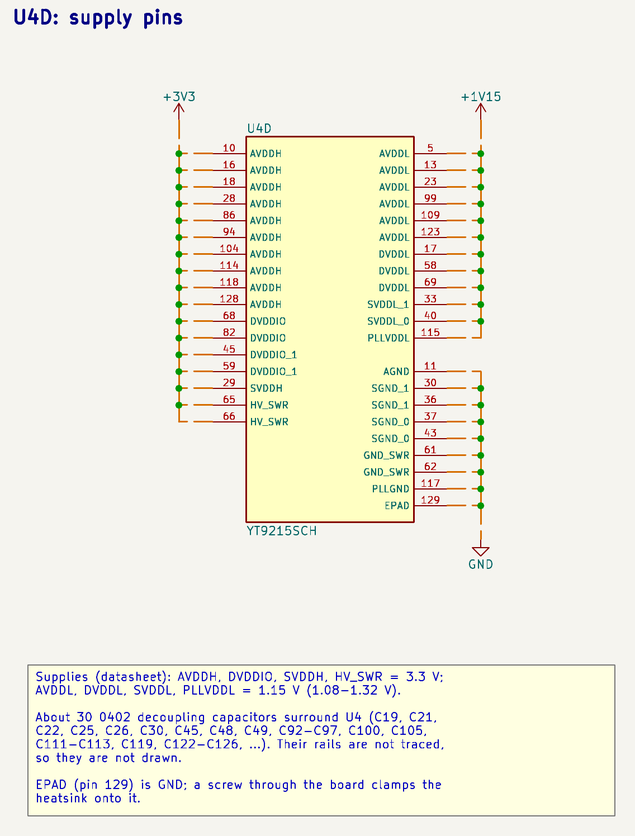 U4D: supply pins
+3V3
+1V15
U4D
10 AVDDH AVDDL 5
16 AVDDH AVDDL 13
18 AVDDH AVDDL 23
28 AVDDH AVDDL 99
86 AVDDH AVDDL 109
94 AVDDH AVDDL 123
104 AVDDH DVDDL 17
114 AVDDH DVDDL 58
118 AVDDH DVDDL 69
128 AVDDH SVDDL_1 33
68 DVDDIO SVDDL_0 40
82 DVDDIO PLLVDDL 115
45 DVDDIO_1
59 DVDDIO_1 AGND 11
29 SVDDH SGND_1 30
65 HV_SWR SGND_1 36
66 HV_SWR SGND_0 37
SGND_0 43
GND_SWR 61
GND_SWR 62
PLLGND 117
EPAD 129
YT9215SCH
GND
Supplies (datasheet): AVDDH, DVDDIO, SVDDH, HV_SWR = 3.3 V;
AVDDL, DVDDL, SVDDL, PLLVDDL = 1.15 V (1.08–1.32 V).
About 30 0402 decoupling capacitors surround U4 (C19, C21,
C22, C25, C26, C30, C45, C48, C49, C92–C97, C100, C105,
C111–C113, C119, C122–C126, ...). Their rails are not traced,
so they are not drawn.
EPAD (pin 129) is GND; a screw through the board clamps the
heatsink onto it.